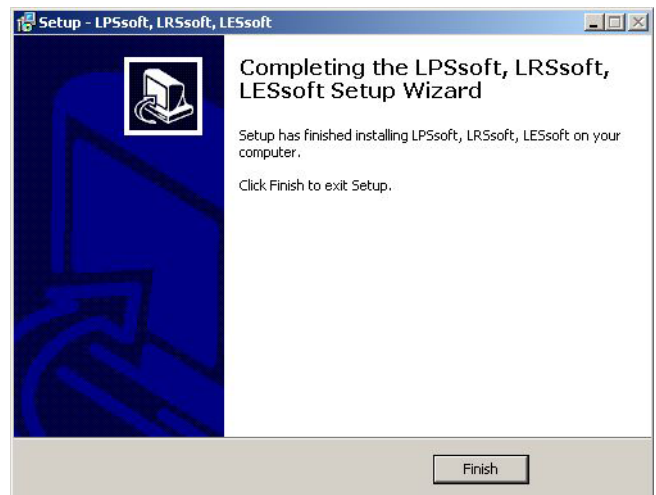 Setup - LPSsoft, LRSsoft, LESsoft
Completing the LPSsoft, LRSsoft,
LESsoft Setup Wizard
Setup has finished installing LPSsoft, LRSsoft, LESsoft on your
computer.
Click Finish to exit Setup.
Finish